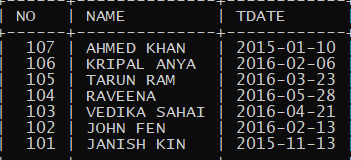 NO | NAME | TDATE
107 | AHMED KHAN | 2015-01-10
106 | KRIPAL ANYA | 2016-02-06
105 | TARUN RAM | 2016-03-23
104 | RAVEENA | 2016-05-28
103 | VEDIKA SAHAI | 2016-04-21
102 | JOHN FEN | 2016-02-13
101 | JANISH KIN | 2015-11-13